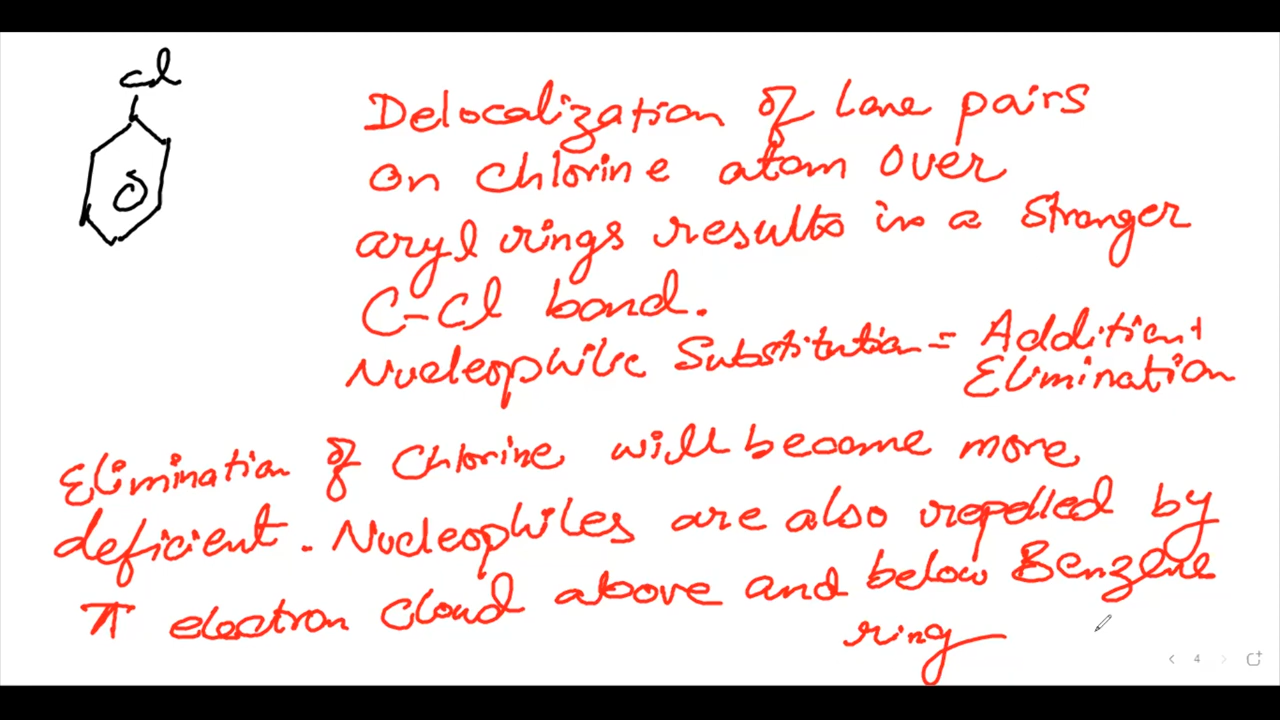 Cl
Delocalization of lone pairs
on chlorine atom over
aryl rings results in a stronger
C-Cl bond.
Nucleophilic Substitution = Addition +
Elimination
Elimination of chlorine will become more
deficient. Nucleophiles are also repelled by
π electron cloud above and below Benzene
ring
4